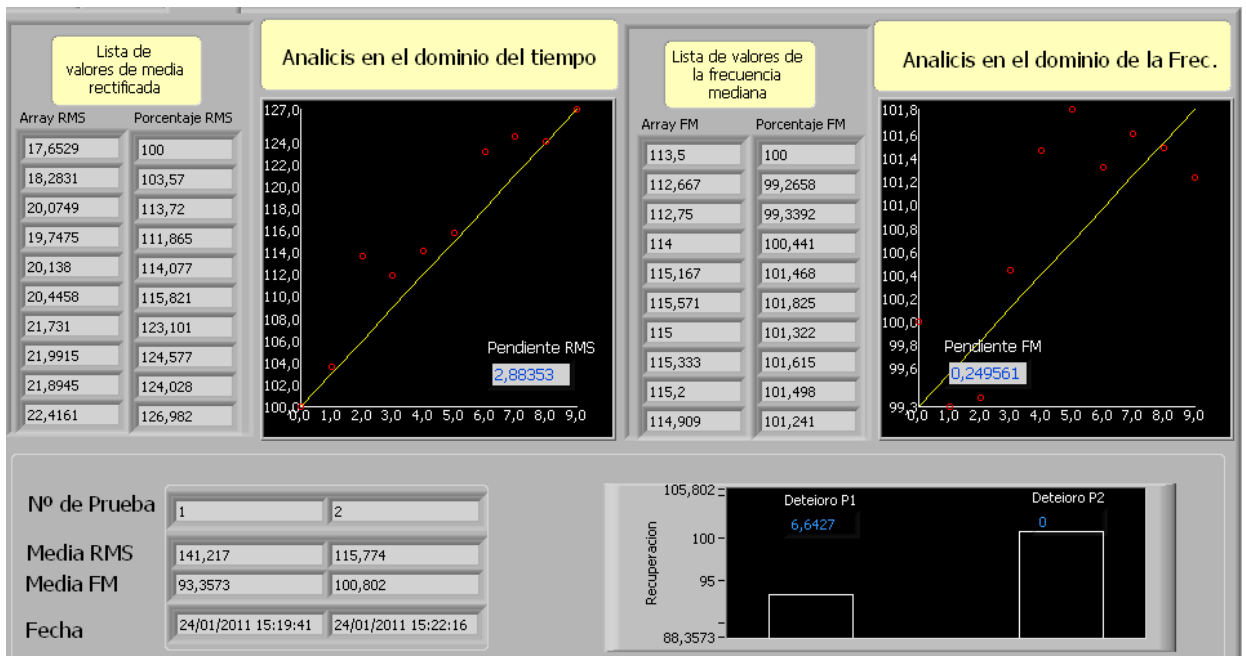 Lista de
valores de media
rectificada
Array RMS Porcentaje RMS
17,6529 100
18,2831 103,57
20,0749 113,72
19,7475 111,865
20,138 114,077
20,4458 115,821
21,731 123,101
21,9915 124,577
21,8945 124,028
22,4161 126,982
Analicis en el dominio del tiempo
127,0
124,0
122,0
120,0
118,0
116,0
114,0
112,0
110,0
108,0
106,0
104,0
102,0
100,0
0,0 1,0 2,0 3,0 4,0 5,0 6,0 7,0 8,0 9,0
Pendiente RMS
2,88353
Lista de valores de
la frecuencia
mediana
Array FM Porcentaje FM
113,5 100
112,667 99,2658
112,75 99,3392
114 100,441
115,167 101,468
115,571 101,825
115 101,322
115,333 101,615
115,2 101,498
114,909 101,241
Analicis en el dominio de la Frec.
101,8
101,6
101,4
101,2
101,0
100,8
100,6
100,4
100,2
100,0
99,8
99,6
99,3
0,0 1,0 2,0 3,0 4,0 5,0 6,0 7,0 8,0 9,0
Pendiente FM
0,249561
Nº de Prueba 1 2
Media RMS 141,217 115,774
Media FM 93,3573 100,802
Fecha 24/01/2011 15:19:41 24/01/2011 15:22:16
Recuperacion
105,802
100
95
88,3573
Deteioro P1
6,6427
Deteioro P2
0